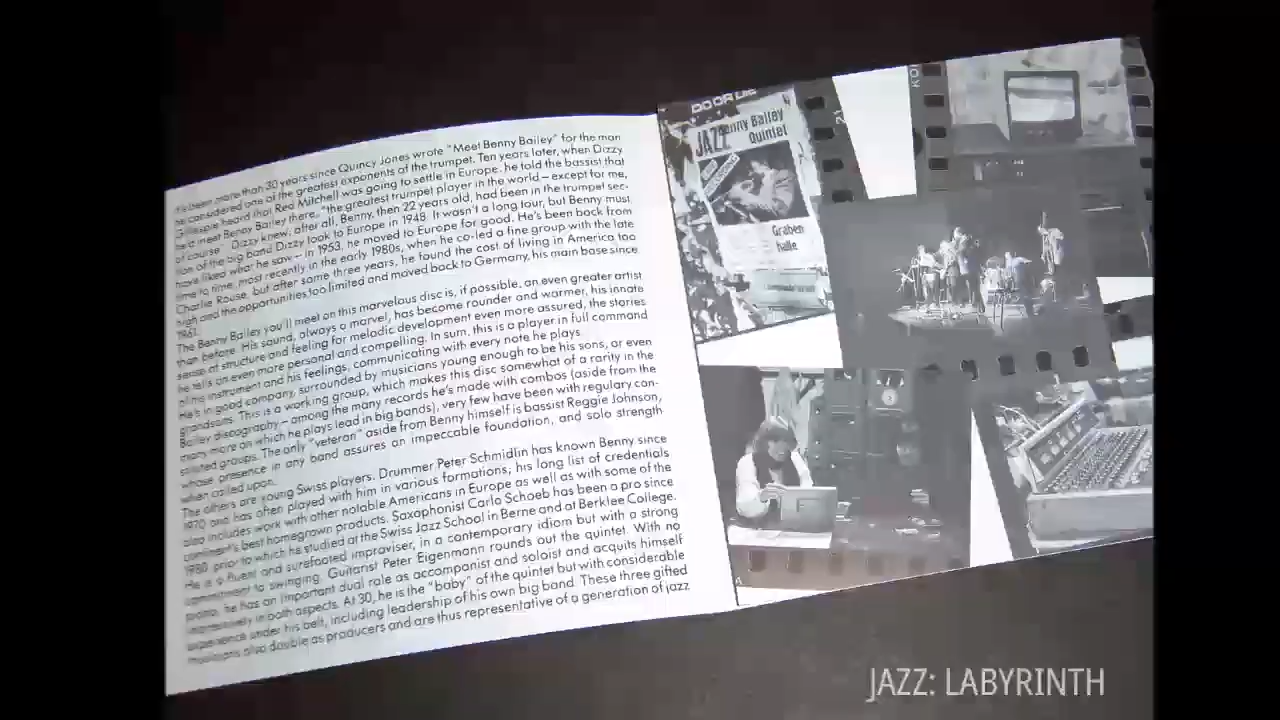 It's been more than 30 years since Quincy Jones wrote "Meet Benny Bailey" for the man
he considered one of the greatest exponents of the trumpet. Ten years later, when Dizzy
Gillespie heard that Red Mitchell was going to settle in Europe, he told the bassist that
he'd meet Benny Bailey there, "the greatest trumpet player in the world – except for me,
of course". Dizzy knew; after all, Benny, then 22 years old, had been in the trumpet sec-
tion of the big band Dizzy took to Europe in 1948. It wasn't a long tour, but Benny must
have liked what he saw – in 1953, he moved to Europe for good. He's been back from
time to time, most recently in the early 1980s, when he co-led a fine group with the late
Charlie Rouse, but after some three years, he found the cost of living in America too
high and the opportunities too limited and moved back to Germany, his main base since
1961.
The Benny Bailey you'll meet on this marvelous disc is, if possible, an even greater artist
than before. His sound, always a marvel, has become rounder and warmer, his innate
sense of structure and feeling for melodic development even more assured, the stories
he tells an even more personal and compelling. In sum, this is a player in full command
of his instrument and his feelings, communicating with every note he plays.
He's in good company, surrounded by musicians young enough to be his sons, or even
grandsons. This is a working group, which makes this disc somewhat of a rarity in the
Bailey discography – among the many records he's made with combos (aside from the
many more on which he plays lead in big bands), very few have been with regulary con-
stituted groups. The only "veteran" aside from Benny himself is bassist Reggie Johnson,
whose presence in any band assures an impeccable foundation, and solo strength
when called upon.
The others are young Swiss players. Drummer Peter Schmidlin has known Benny since
1970 and has often played with him in various formations; his long list of credentials
also includes work with other notable Americans in Europe as well as with some of the
continent's best homegrown products. Saxophonist Carlo Schoeb has been a pro since
1980 prior to which he studied at the Swiss Jazz School in Berne and at Berklee College.
He is a fluent and surefooted improviser, in a contemporary idiom but with a strong
commitment to swinging. Guitarist Peter Eigenmann rounds out the quintet. With no
piano, he has an important dual role as accompanist and soloist and acquits himself
inventively in both aspects. At 30, he is the "baby" of the quintet but with considerable
experience under his belt, including leadership of his own big band. These three gifted
musicians also double as producers and are thus representative of a generation of jazz
DO OR DIE
JAZZ
Benny Bailey
Quintet
Graben
halle
21
JAZZ: LABYRINTH